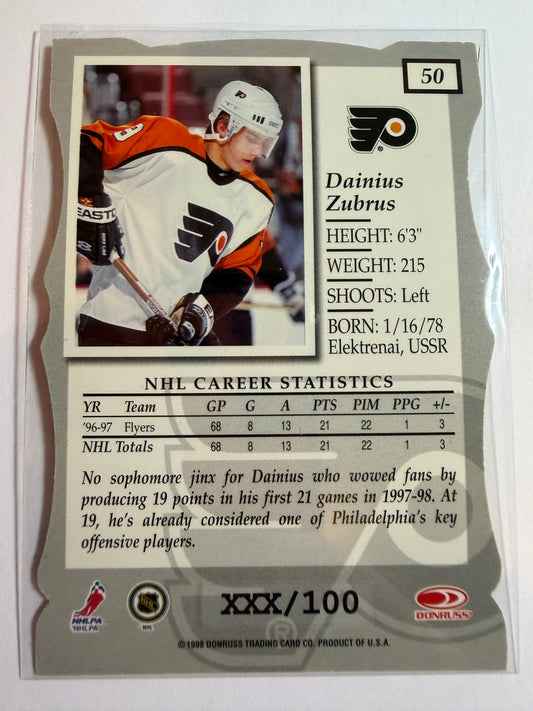 50
Dainius
Zubrus
HEIGHT: 6'3"
WEIGHT: 215
SHOOTS: Left
BORN: 1/16/78
Elektrenai, USSR
EASTO
NHL CAREER STATISTICS
YR Team GP G A PTS PIM PPG +/-
'96-97 Flyers 68 8 13 21 22 1 3
NHL Totals 68 8 13 21 22 1 3
No sophomore jinx for Dainius who wowed fans by
producing 19 points in his first 21 games in 1997-98. At
19, he's already considered one of Philadelphia's key
offensive players.
NHLPA
NHL
XXX/100
DONRUSS
©1998 DONRUSS TRADING CARD CO. PRODUCT OF U.S.A.